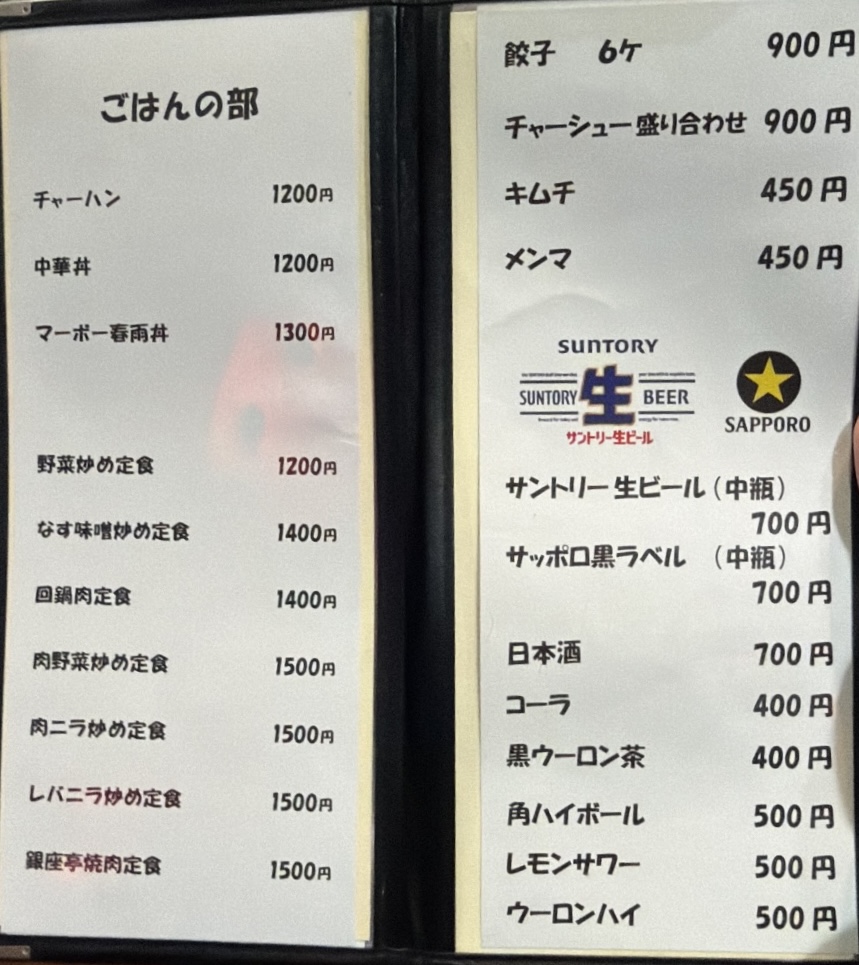 ごはんの部
チャーハン 1200円
中華丼 1200円
マーボー春雨丼 1300円
野菜炒め定食 1200円
なす味噌炒め定食 1400円
回鍋肉定食 1400円
肉野菜炒め定食 1500円
肉ニラ炒め定食 1500円
レバニラ炒め定食 1500円
銀座亭焼肉定食 1500円
餃子 6ケ 900円
チャーシュー盛り合わせ 900円
キムチ 450円
メンマ 450円
SUNTORY
SUNTORY 生 BEER
サントリー生ビール
SAPPORO
サントリー生ビール（中瓶）
700円
サッポロ黒ラベル （中瓶）
700円
日本酒 700円
コーラ 400円
黒ウーロン茶 400円
角ハイボール 500円
レモンサワー 500円
ウーロンハイ 500円